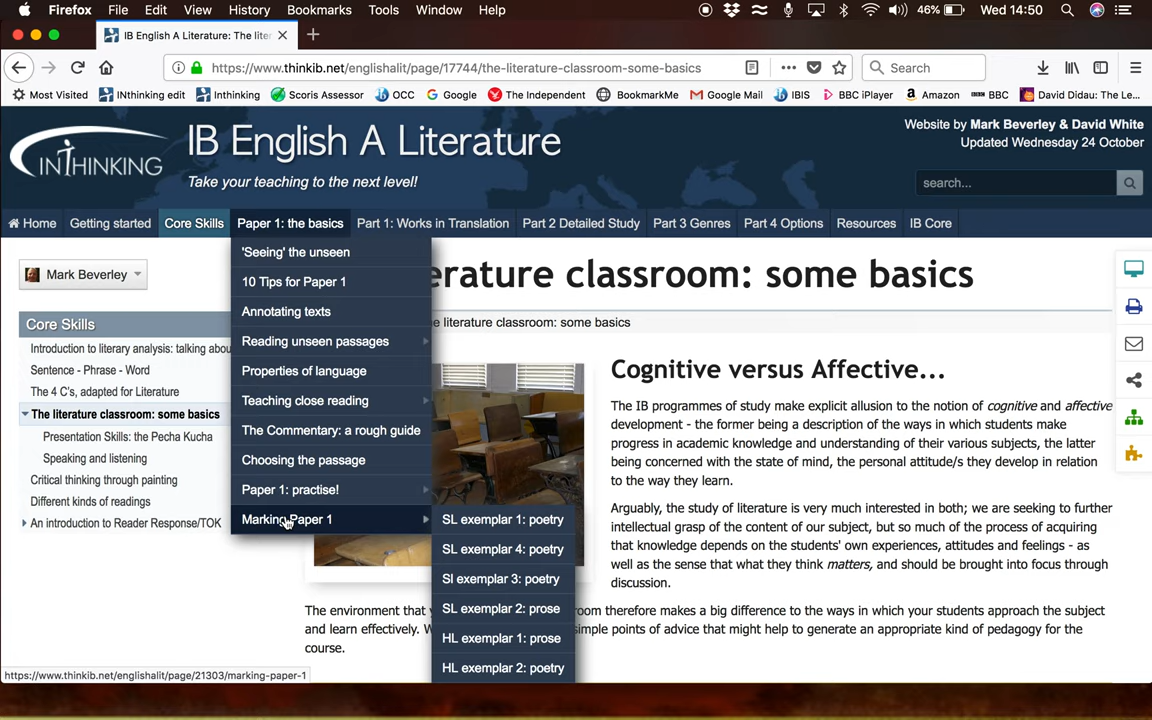 Firefox File Edit View History Bookmarks Tools Window Help 46% Wed 14:50
IB English A Literature: The liter
https://www.thinkib.net/englishalit/page/17744/the-literature-classroom-some-basics Search
Most Visited INthinking edit Inthinking Scoris Assessor OCC Google The Independent BookmarkMe Google Mail IBIS BBC iPlayer Amazon BBC David Didau: The Le...
INTHINKING
IB English A Literature
Take your teaching to the next level!
Website by Mark Beverley & David White
Updated Wednesday 24 October
search...
Home Getting started Core Skills Paper 1: the basics Part 1: Works in Translation Part 2 Detailed Study Part 3 Genres Part 4 Options Resources IB Core
Mark Beverley
Core Skills
Introduction to literary analysis: talking abou
Sentence - Phrase - Word
The 4 C's, adapted for Literature
The literature classroom: some basics
Presentation Skills: the Pecha Kucha
Speaking and listening
Critical thinking through painting
Different kinds of readings
An introduction to Reader Response/TOK
'Seeing' the unseen
10 Tips for Paper 1
Annotating texts
Reading unseen passages
Properties of language
Teaching close reading
The Commentary: a rough guide
Choosing the passage
Paper 1: practise!
Marking Paper 1
SL exemplar 1: poetry
SL exemplar 4: poetry
Sl exemplar 3: poetry
SL exemplar 2: prose
HL exemplar 1: prose
HL exemplar 2: poetry
erature classroom: some basics
e literature classroom: some basics
Cognitive versus Affective...
The IB programmes of study make explicit allusion to the notion of cognitive and affective
development - the former being a description of the ways in which students make
progress in academic knowledge and understanding of their various subjects, the latter
being concerned with the state of mind, the personal attitude/s they develop in relation
to the way they learn.
Arguably, the study of literature is very much interested in both; we are seeking to further
intellectual grasp of the content of our subject, but so much of the process of acquiring
that knowledge depends on the students' own experiences, attitudes and feelings - as
well as the sense that what they think matters, and should be brought into focus through
discussion.
The environment that room therefore makes a big difference to the ways in which your students approach the subject
and learn effectively. simple points of advice that might help to generate an appropriate kind of pedagogy for the
course.
https://www.thinkib.net/englishalit/page/21303/marking-paper-1